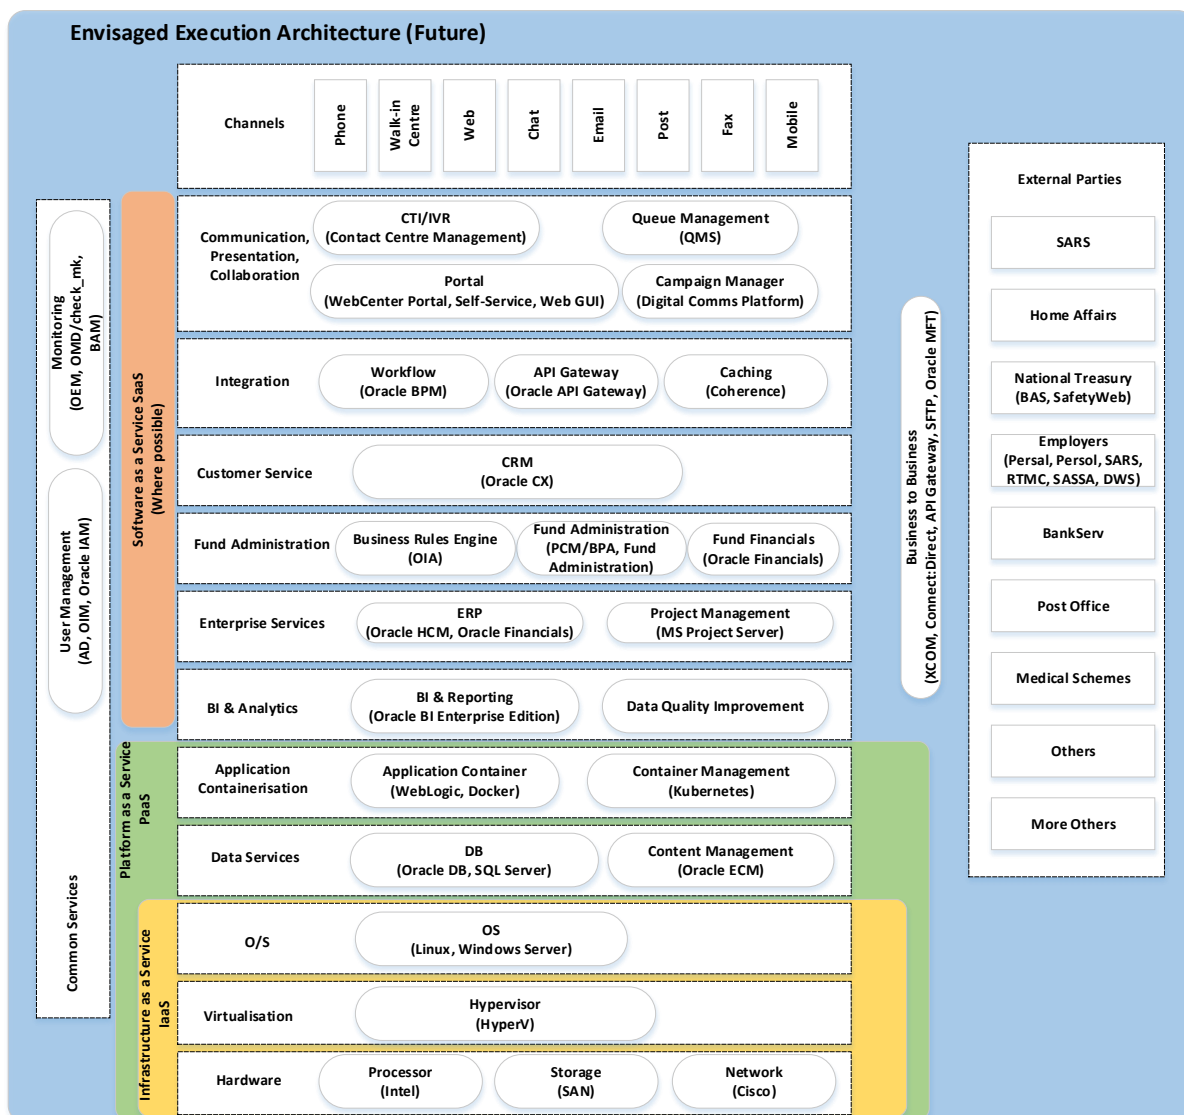 Envisaged Execution Architecture (Future)
Channels
Phone
Walk-in
Centre
Web
Chat
Email
Post
Fax
Mobile
Communication,
Presentation,
Collaboration
CTI/IVR
(Contact Centre Management)
Queue Management
(QMS)
Portal
(WebCenter Portal, Self-Service, Web GUI)
Campaign Manager
(Digital Comms Platform)
Integration
Workflow
(Oracle BPM)
API Gateway
(Oracle API Gateway)
Caching
(Coherence)
Customer Service
CRM
(Oracle CX)
Fund Administration
Business Rules Engine
(OIA)
Fund Administration
(PCM/BPA, Fund
Administration)
Fund Financials
(Oracle Financials)
Enterprise Services
ERP
(Oracle HCM, Oracle Financials)
Project Management
(MS Project Server)
BI & Analytics
BI & Reporting
(Oracle BI Enterprise Edition)
Data Quality Improvement
Application
Containerisation
Application Container
(WebLogic, Docker)
Container Management
(Kubernetes)
Data Services
DB
(Oracle DB, SQL Server)
Content Management
(Oracle ECM)
O/S
OS
(Linux, Windows Server)
Virtualisation
Hypervisor
(HyperV)
Hardware
Processor
(Intel)
Storage
(SAN)
Network
(Cisco)
Monitoring
(OEM, OMD/check_mk,
BAM)
User Management
(AD, OIM, Oracle IAM)
Common Services
Software as a Service SaaS
(Where possible)
Platform as a Service
PaaS
Infrastructure as a Service
IaaS
Business to Business
(XCOM, Connect:Direct, API Gateway, SFTP, Oracle MFT)
External Parties
SARS
Home Affairs
National Treasury
(BAS, SafetyWeb)
Employers
(Persal, Persol, SARS,
RTMC, SASSA, DWS)
BankServ
Post Office
Medical Schemes
Others
More Others